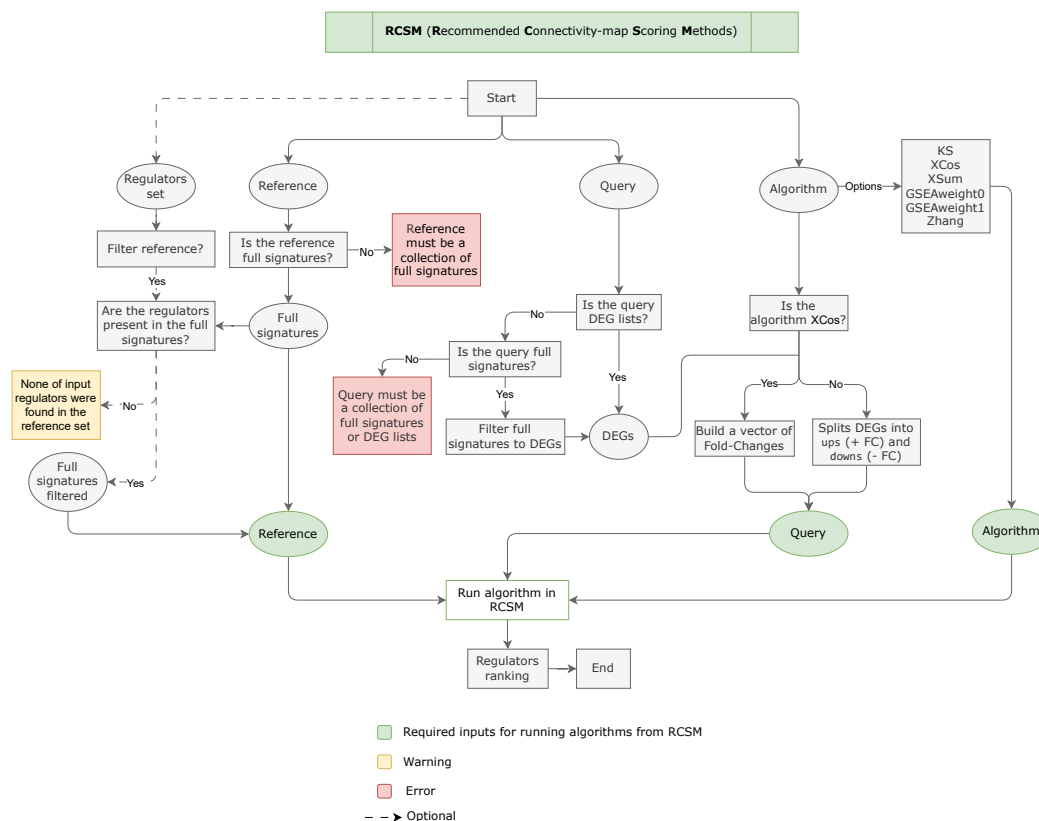 RCSM (Recommended Connectivity-map Scoring Methods)
Start
Regulators
set
Reference
Query
Algorithm
Options
KS
XCos
XSum
GSEAweight0
GSEAweight1
Zhang
Filter reference?
Is the reference
full signatures?
No
Reference
must be a
collection of
full signatures
Yes
Are the regulators
present in the full
signatures?
Full
signatures
Is the query
DEG lists?
Is the
algorithm XCos?
No
Is the query full
signatures?
No
Yes
Yes
Yes
No
None of input
regulators were
found in the
reference set
No
Query must be
a collection of
full signatures
or DEG lists
Filter full
signatures to DEGs
DEGs
Build a vector of
Fold-Changes
Splits DEGs into
ups (+ FC) and
downs (- FC)
Full
signatures
filtered
Yes
Reference
Query
Algorithm
Run algorithm in
RCSM
Regulators
ranking
End
Required inputs for running algorithms from RCSM
Warning
Error
Optional